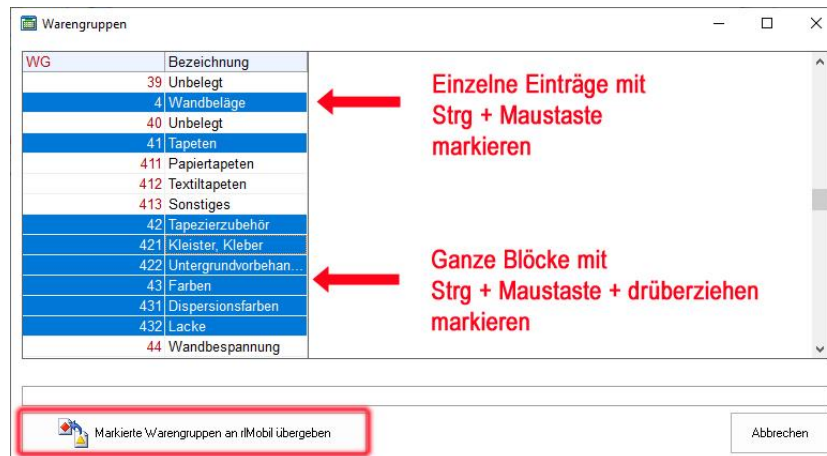 Warengruppen
WG Bezeichnung
39 Unbelegt
4 Wandbeläge
40 Unbelegt
41 Tapeten
411 Papiertapeten
412 Textiltapeten
413 Sonstiges
42 Tapezierzubehör
421 Kleister, Kleber
422 Untergrundvorbehan...
43 Farben
431 Dispersionsfarben
432 Lacke
44 Wandbespannung
Einzelne Einträge mit
Strg + Maustaste
markieren
Ganze Blöcke mit
Strg + Maustaste + drüberziehen
markieren
Markierte Warengruppen an rlMobil übergeben
Abbrechen